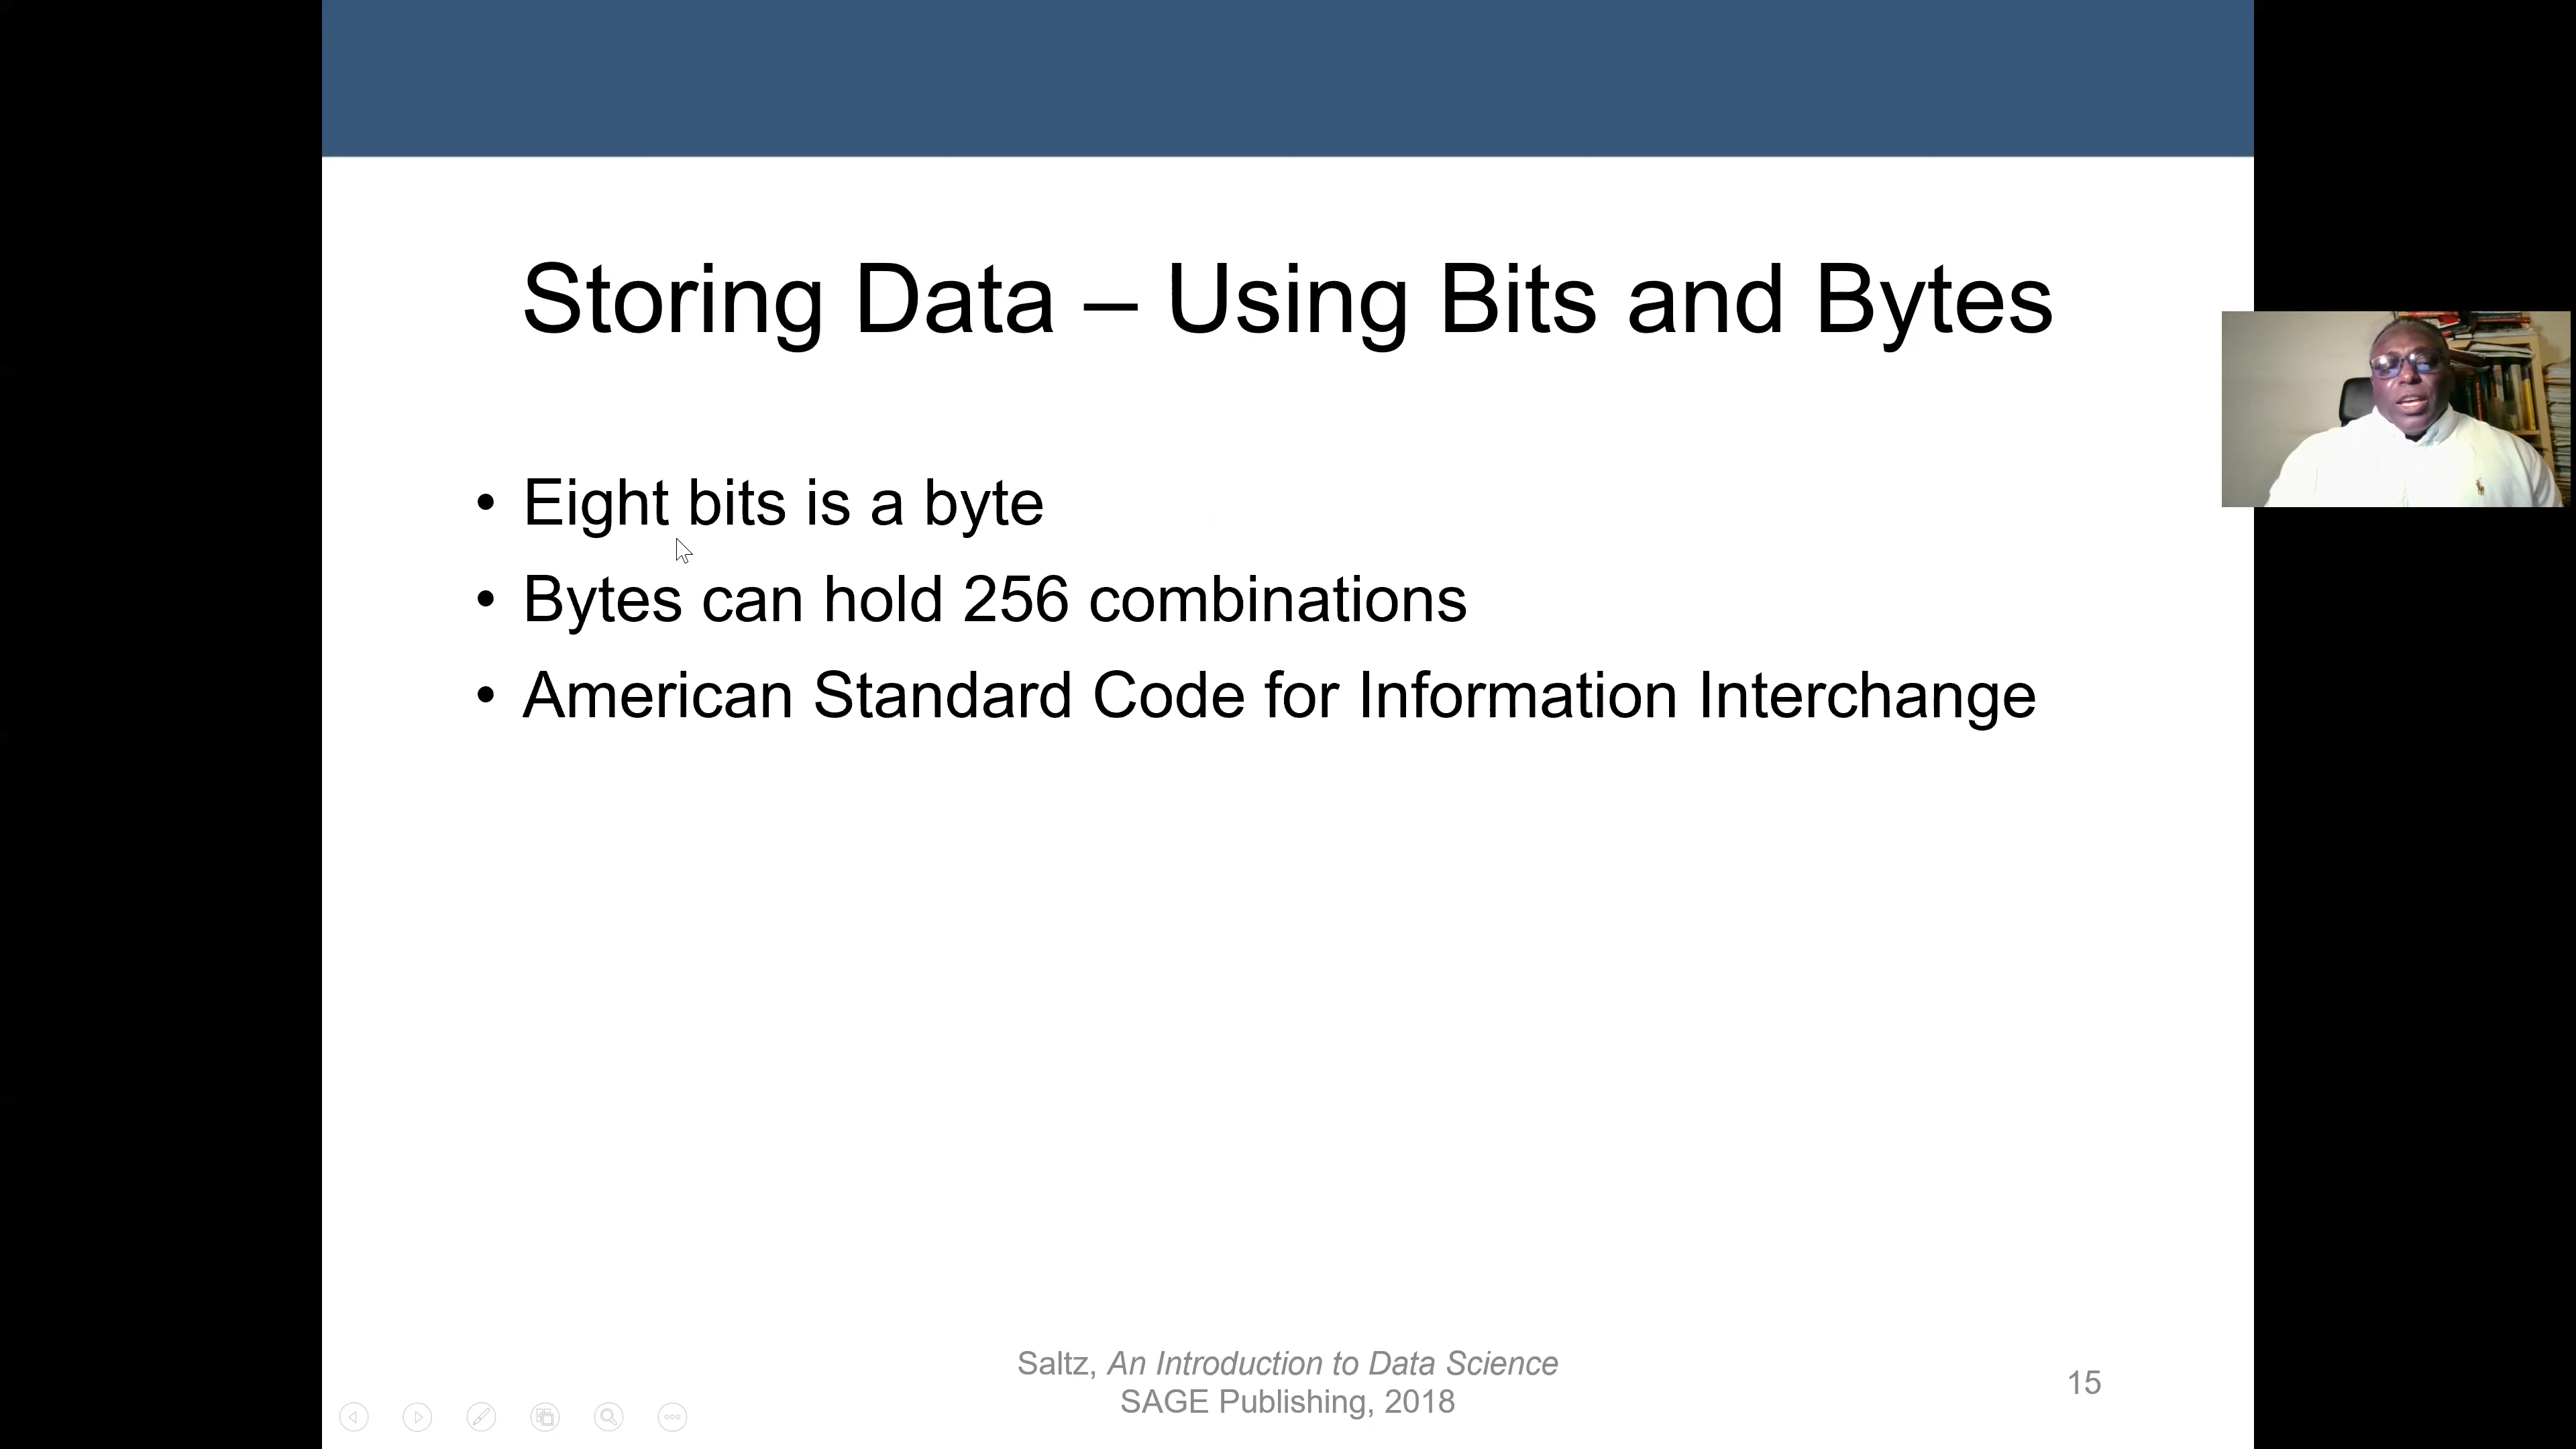 Storing Data – Using Bits and Bytes
• Eight bits is a byte
• Bytes can hold 256 combinations
• American Standard Code for Information Interchange
Saltz, An Introduction to Data Science
SAGE Publishing, 2018
15